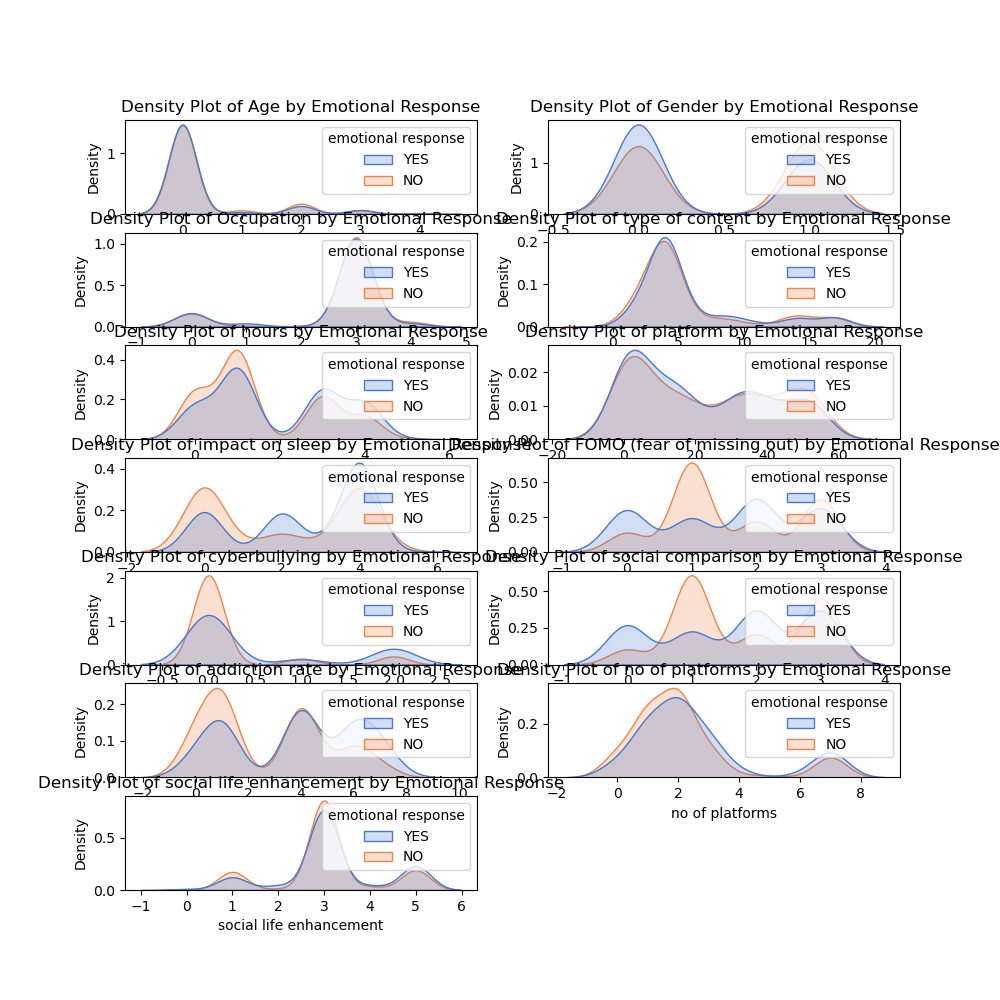 Density Plot of Age by Emotional Response
Density
1
0
0 1 2 3 4
emotional response
YES
NO
Density Plot of Gender by Emotional Response
Density
1
0
−0.5 0.0 0.5 1.0 1.5
emotional response
YES
NO
Density Plot of Occupation by Emotional Response
Density
1.0
0.5
0.0
−1 0 1 2 3 4 5
emotional response
YES
NO
Density Plot of type of content by Emotional Response
Density
0.2
0.1
0.0
0 5 10 15 20
emotional response
YES
NO
Density Plot of hours by Emotional Response
Density
0.4
0.2
0.0
0 2 4 6
emotional response
YES
NO
Density Plot of platform by Emotional Response
Density
0.02
0.01
0.00
−20 0 20 40 60
emotional response
YES
NO
Density Plot of impact on sleep by Emotional Response
Density
0.4
0.2
0.0
−2 0 2 4 6
emotional response
YES
NO
Density Plot of FOMO (fear of missing out) by Emotional Response
Density
0.50
0.25
0.00
−1 0 1 2 3 4
emotional response
YES
NO
Density Plot of cyberbullying by Emotional Response
Density
2
1
0
−0.5 0.0 0.5 1.0 1.5 2.0 2.5
emotional response
YES
NO
Density Plot of social comparison by Emotional Response
Density
0.50
0.25
0.00
−1 0 1 2 3 4
emotional response
YES
NO
Density Plot of addiction rate by Emotional Response
Density
0.2
0.1
0.0
−2 0 2 4 6 8 10
emotional response
YES
NO
Density Plot of no of platforms by Emotional Response
Density
0.2
0.0
−2 0 2 4 6 8
no of platforms
emotional response
YES
NO
Density Plot of social life enhancement by Emotional Response
Density
0.5
0.0
−1 0 1 2 3 4 5 6
social life enhancement
emotional response
YES
NO